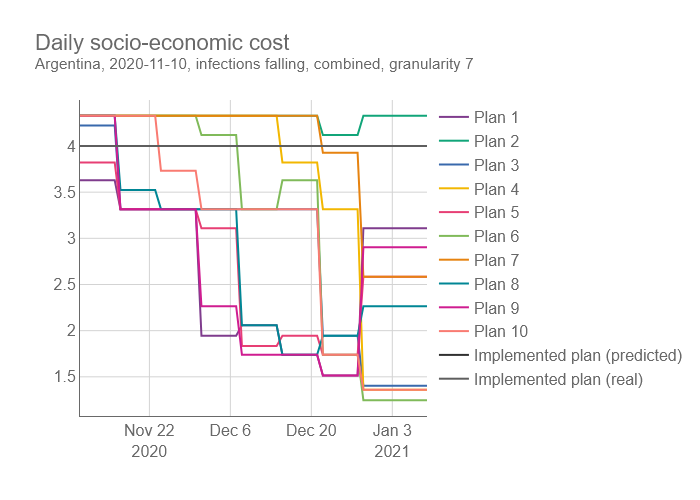 Daily socio-economic cost
Argentina, 2020-11-10, infections falling, combined, granularity 7
4
3.5
3
2.5
2
1.5
Nov 22
2020
Dec 6
Dec 20
Jan 3
2021
Plan 1
Plan 2
Plan 3
Plan 4
Plan 5
Plan 6
Plan 7
Plan 8
Plan 9
Plan 10
Implemented plan (predicted)
Implemented plan (real)